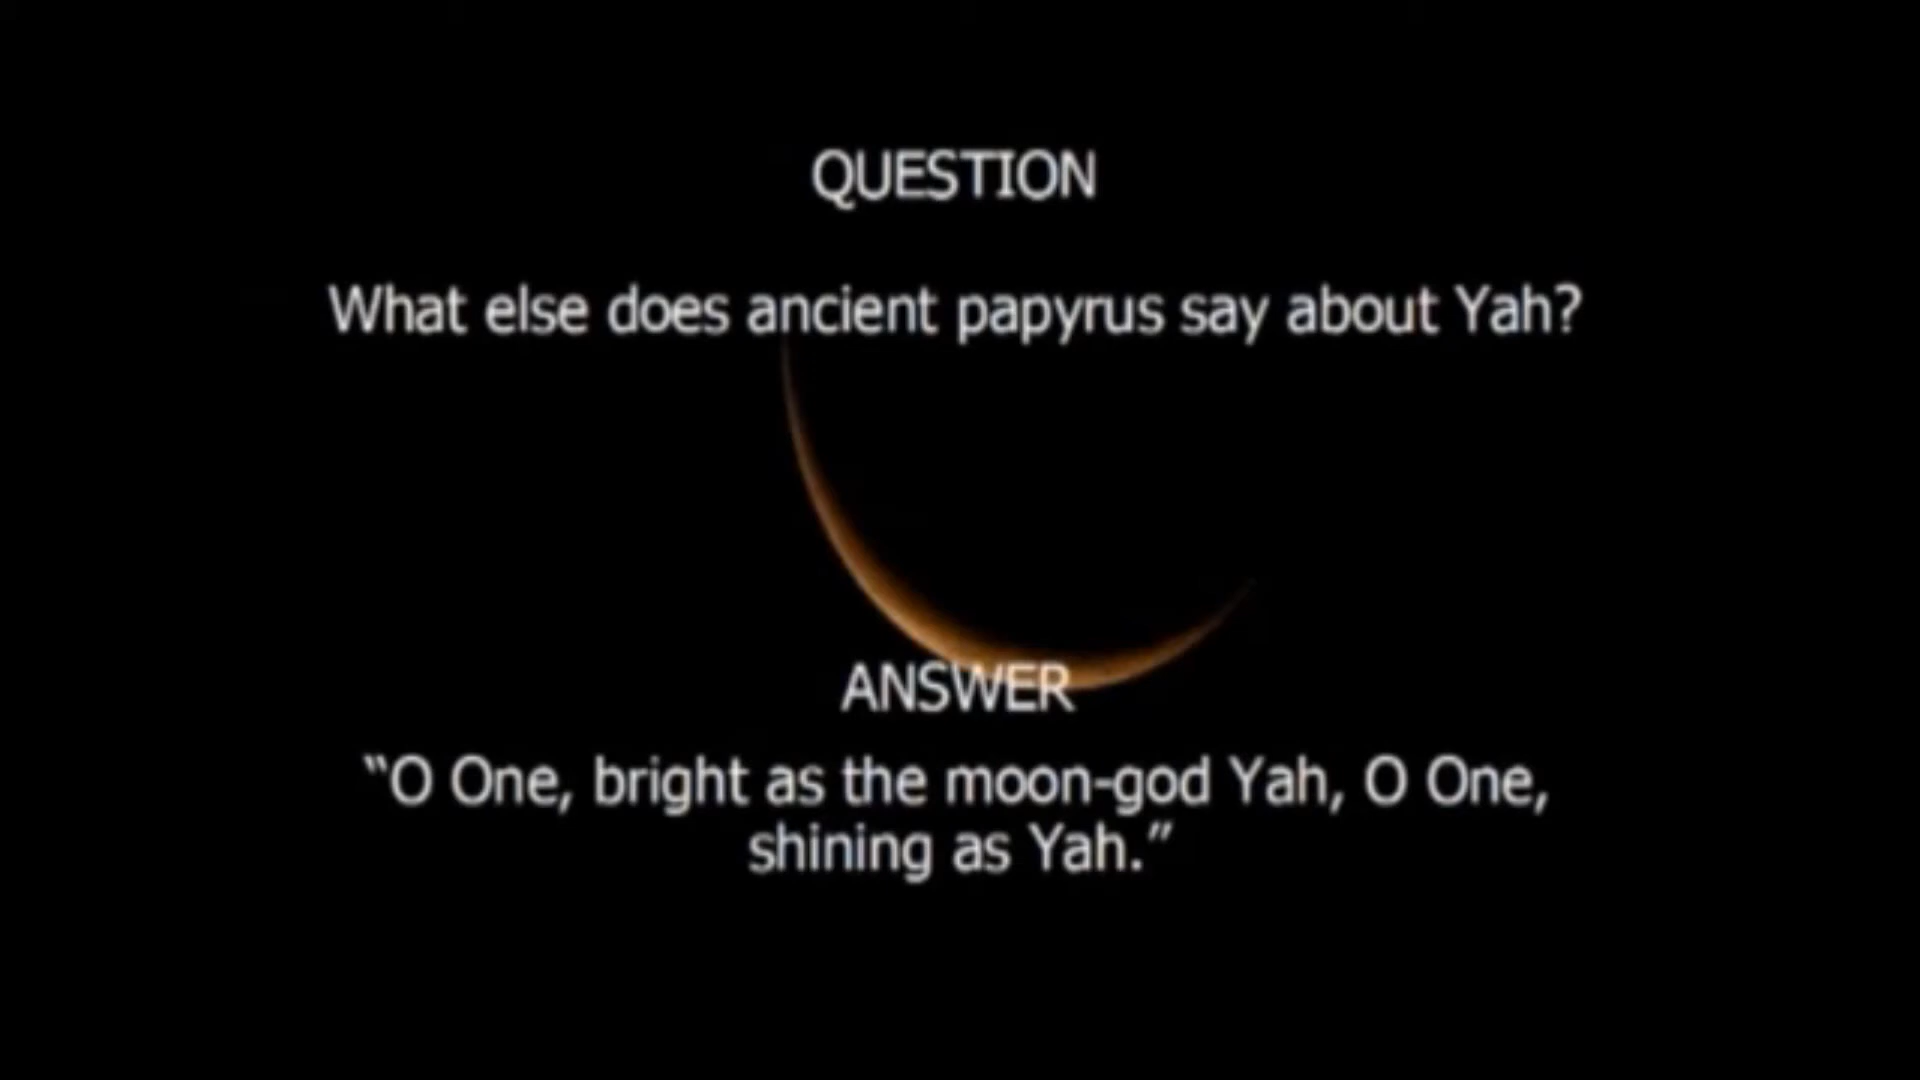 QUESTION
What else does ancient papyrus say about Yah?
ANSWER
“O One, bright as the moon-god Yah, O One,
shining as Yah.”